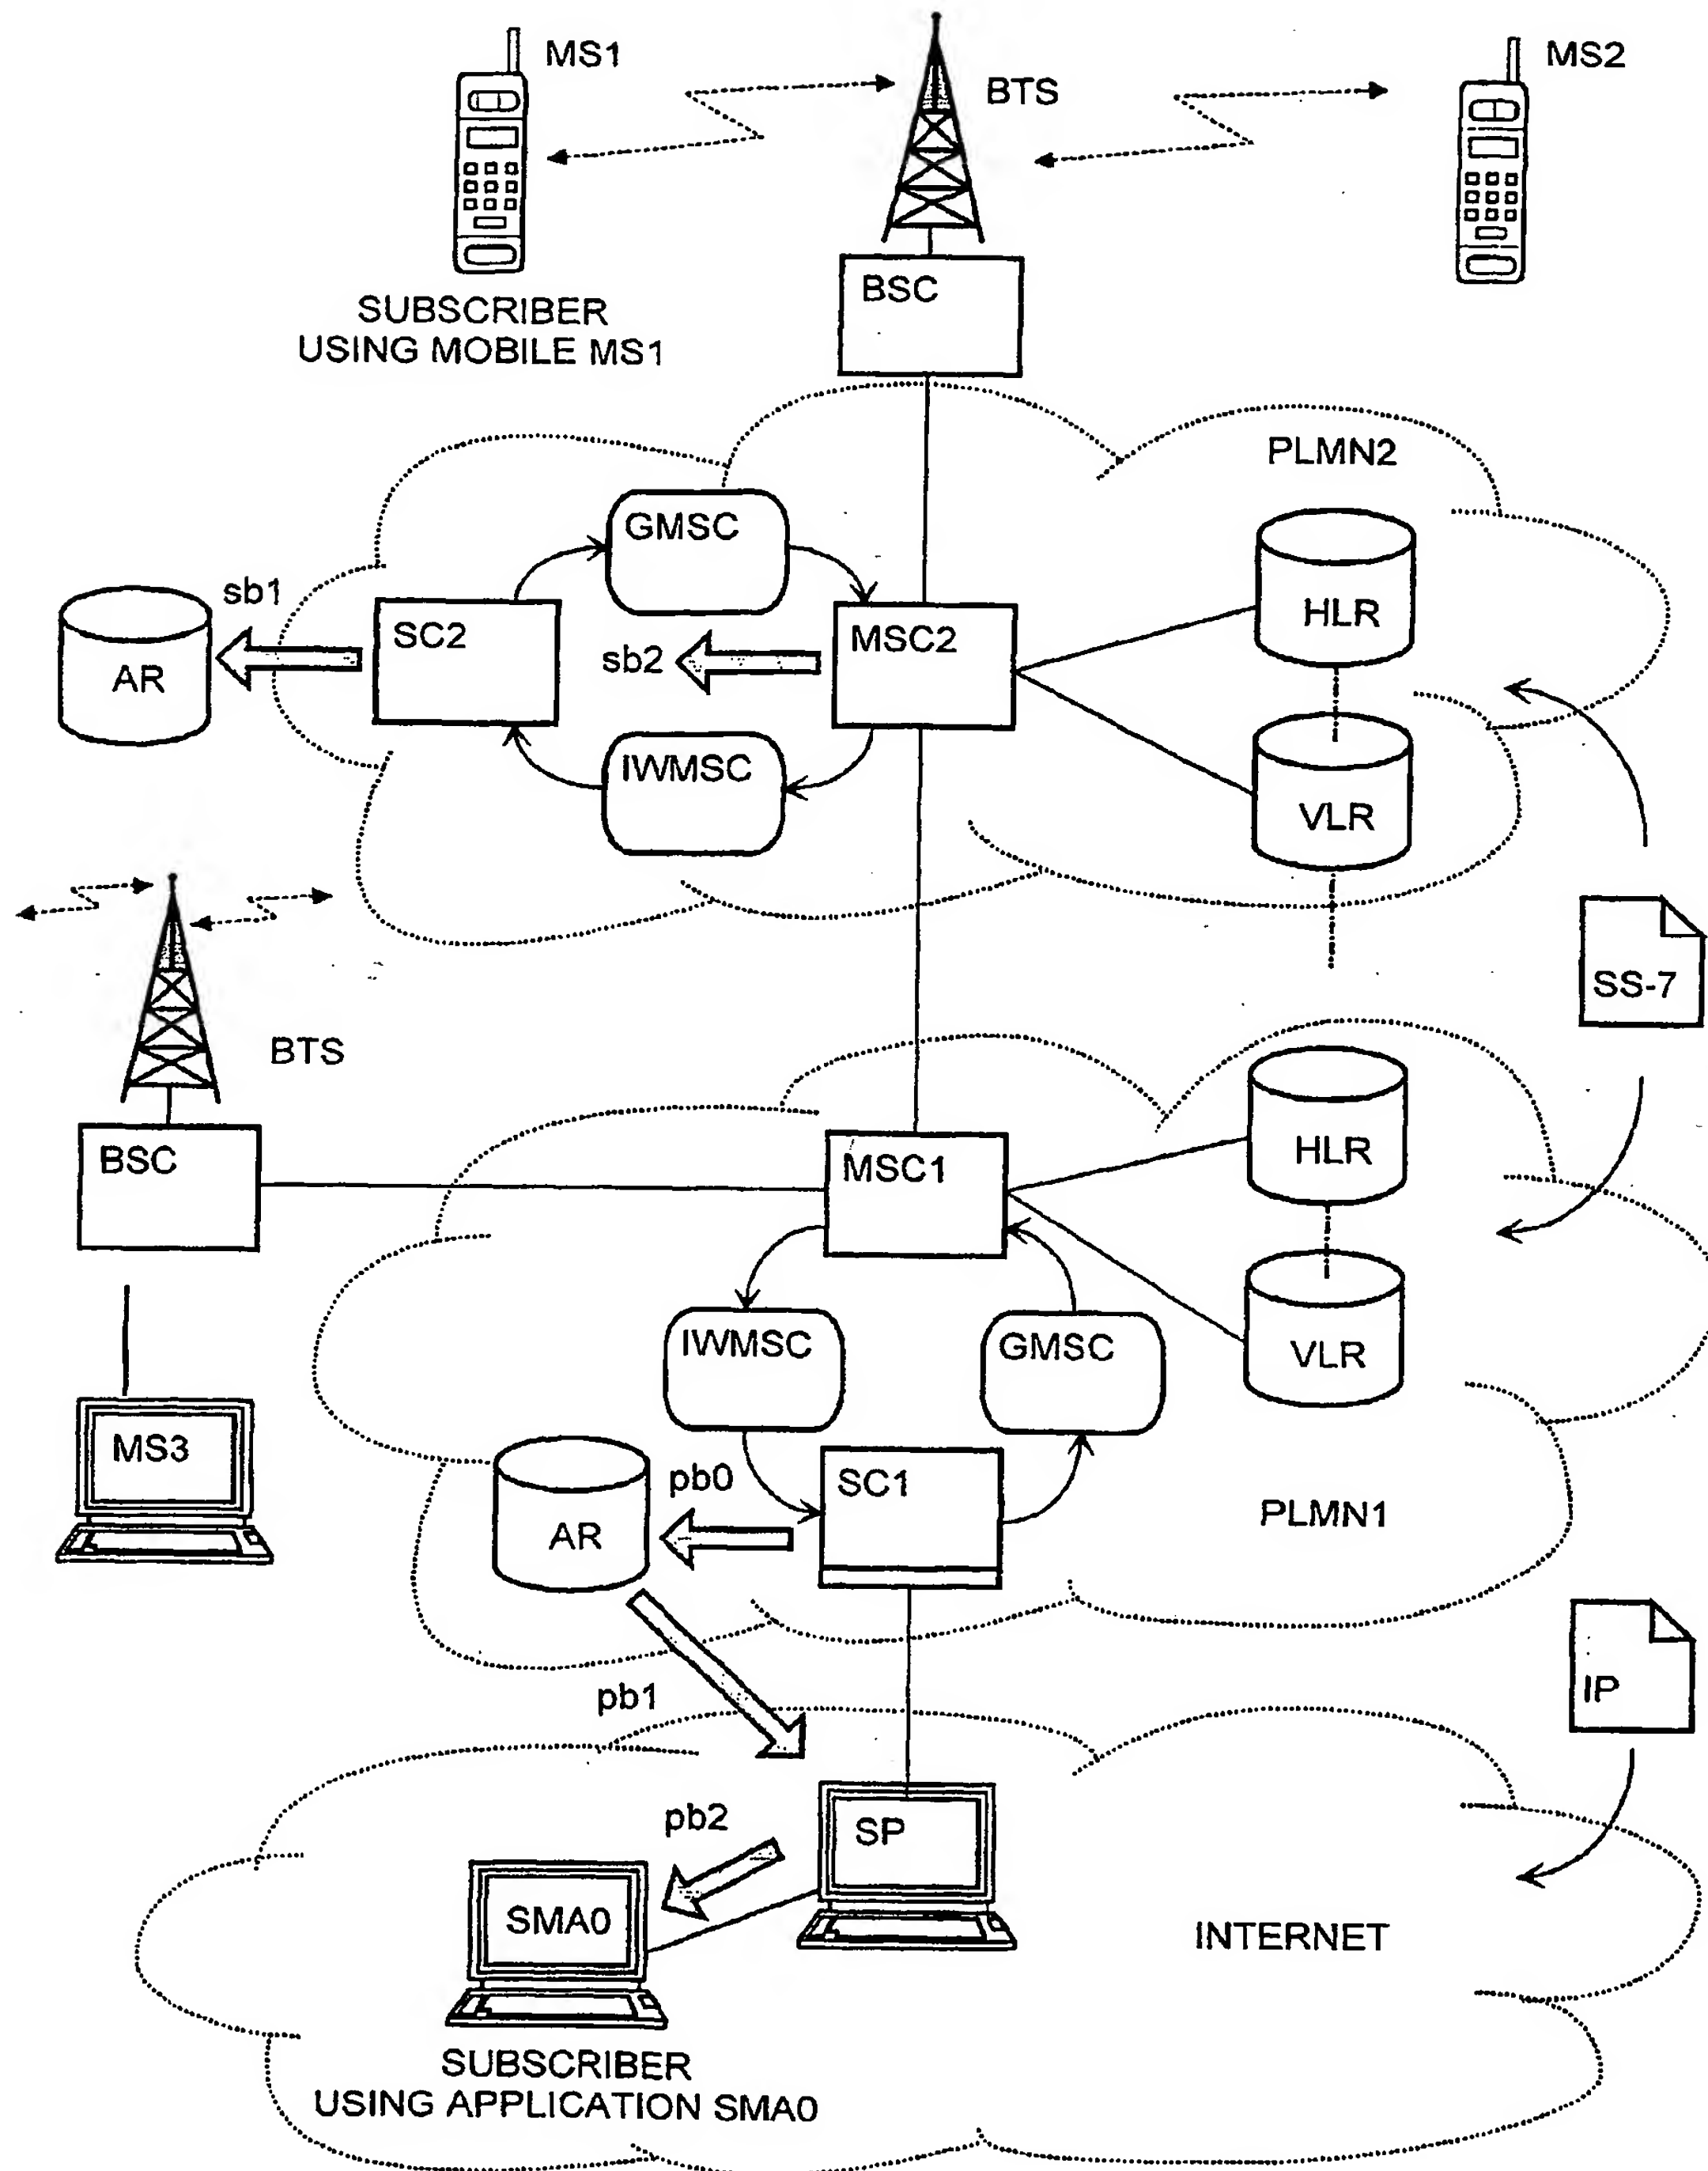 MS1
BTS
MS2
SUBSCRIBER
USING MOBILE MS1
BSC
PLMN2
GMSC
HLR
sb1
AR
SC2
sb2
MSC2
IWMSC
VLR
SS-7
BTS
BSC
MSC1
HLR
IWMSC
GMSC
VLR
MS3
pb0
AR
SC1
PLMN1
pb1
IP
pb2
SP
SMA0
INTERNET
SUBSCRIBER
USING APPLICATION SMA0